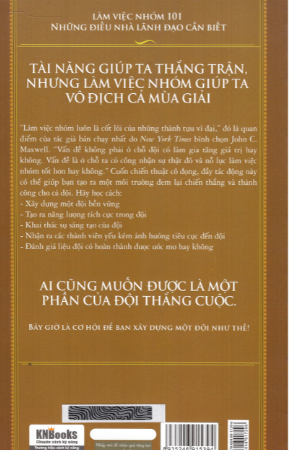 LÀM VIỆC NHÓM 101
NHỮNG ĐIỀU NHÀ LÃNH ĐẠO CẦN BIẾT
TÀI NĂNG GIÚP TA THẮNG TRẬN,
NHƯNG LÀM VIỆC NHÓM GIÚP TA
VÔ ĐỊCH CẢ MÙA GIẢI
"Làm việc nhóm luôn là cốt lõi của những thành tựu vĩ đại," đó là quan
điểm của tác giả bán chạy nhất do New York Times bình chọn John C.
Maxwell. "Vấn đề không phải ở chỗ đội có làm gia tăng giá trị hay
không. Vấn đề là ở chỗ ta có công nhận sự thật đó và nỗ lực làm việc
nhóm tốt hơn hay không." Cuốn chiến thuật cô đọng, đầy tác động này
có thể giúp bạn tạo ra một môi trường đem lại chiến thắng và thành
công cho cả đội. Hãy học cách:
- Xây dựng một đội bền vững
- Tạo ra năng lượng tích cực trong đội
- Khai thác sự sáng tạo của đội
- Nhận ra các thành viên yếu kém ảnh hưởng tiêu cực đến đội
- Đánh giá liệu đội có hoàn thành được ước mơ hay không
AI CŨNG MUỐN ĐƯỢC LÀ MỘT
PHẦN CỦA ĐỘI THẮNG CUỘC.
BÂY GIỜ LÀ CƠ HỘI ĐỂ BẠN XÂY DỰNG MỘT ĐỘI NHƯ THẾ!
KNBooks
Chuyên sách kỹ năng